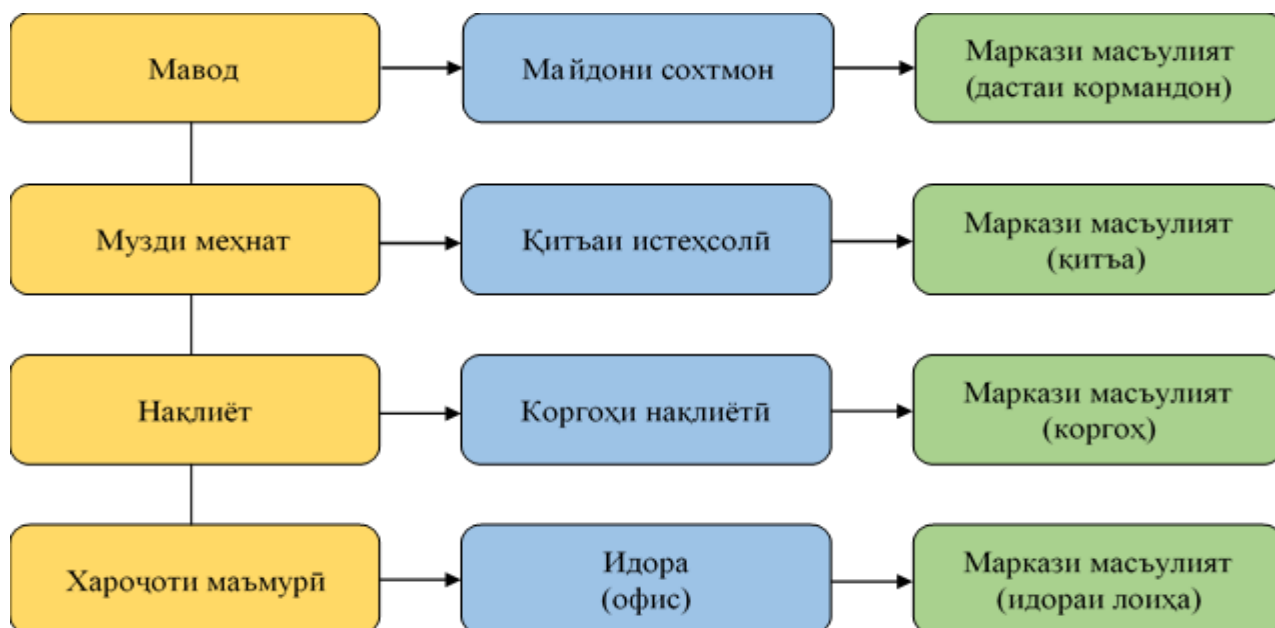 Мавод
Майдони сохтмон
Маркази масъулият
(дастаи кормандон)
Музди меҳнат
Қитъаи истеҳсолӣ
Маркази масъулият
(қитъа)
Нақлиёт
Коргоҳи нақлиётӣ
Маркази масъулият
(коргоҳ)
Хароҷоти маъмурӣ
Идора
(офис)
Маркази масъулият
(идораи лоиҳа)